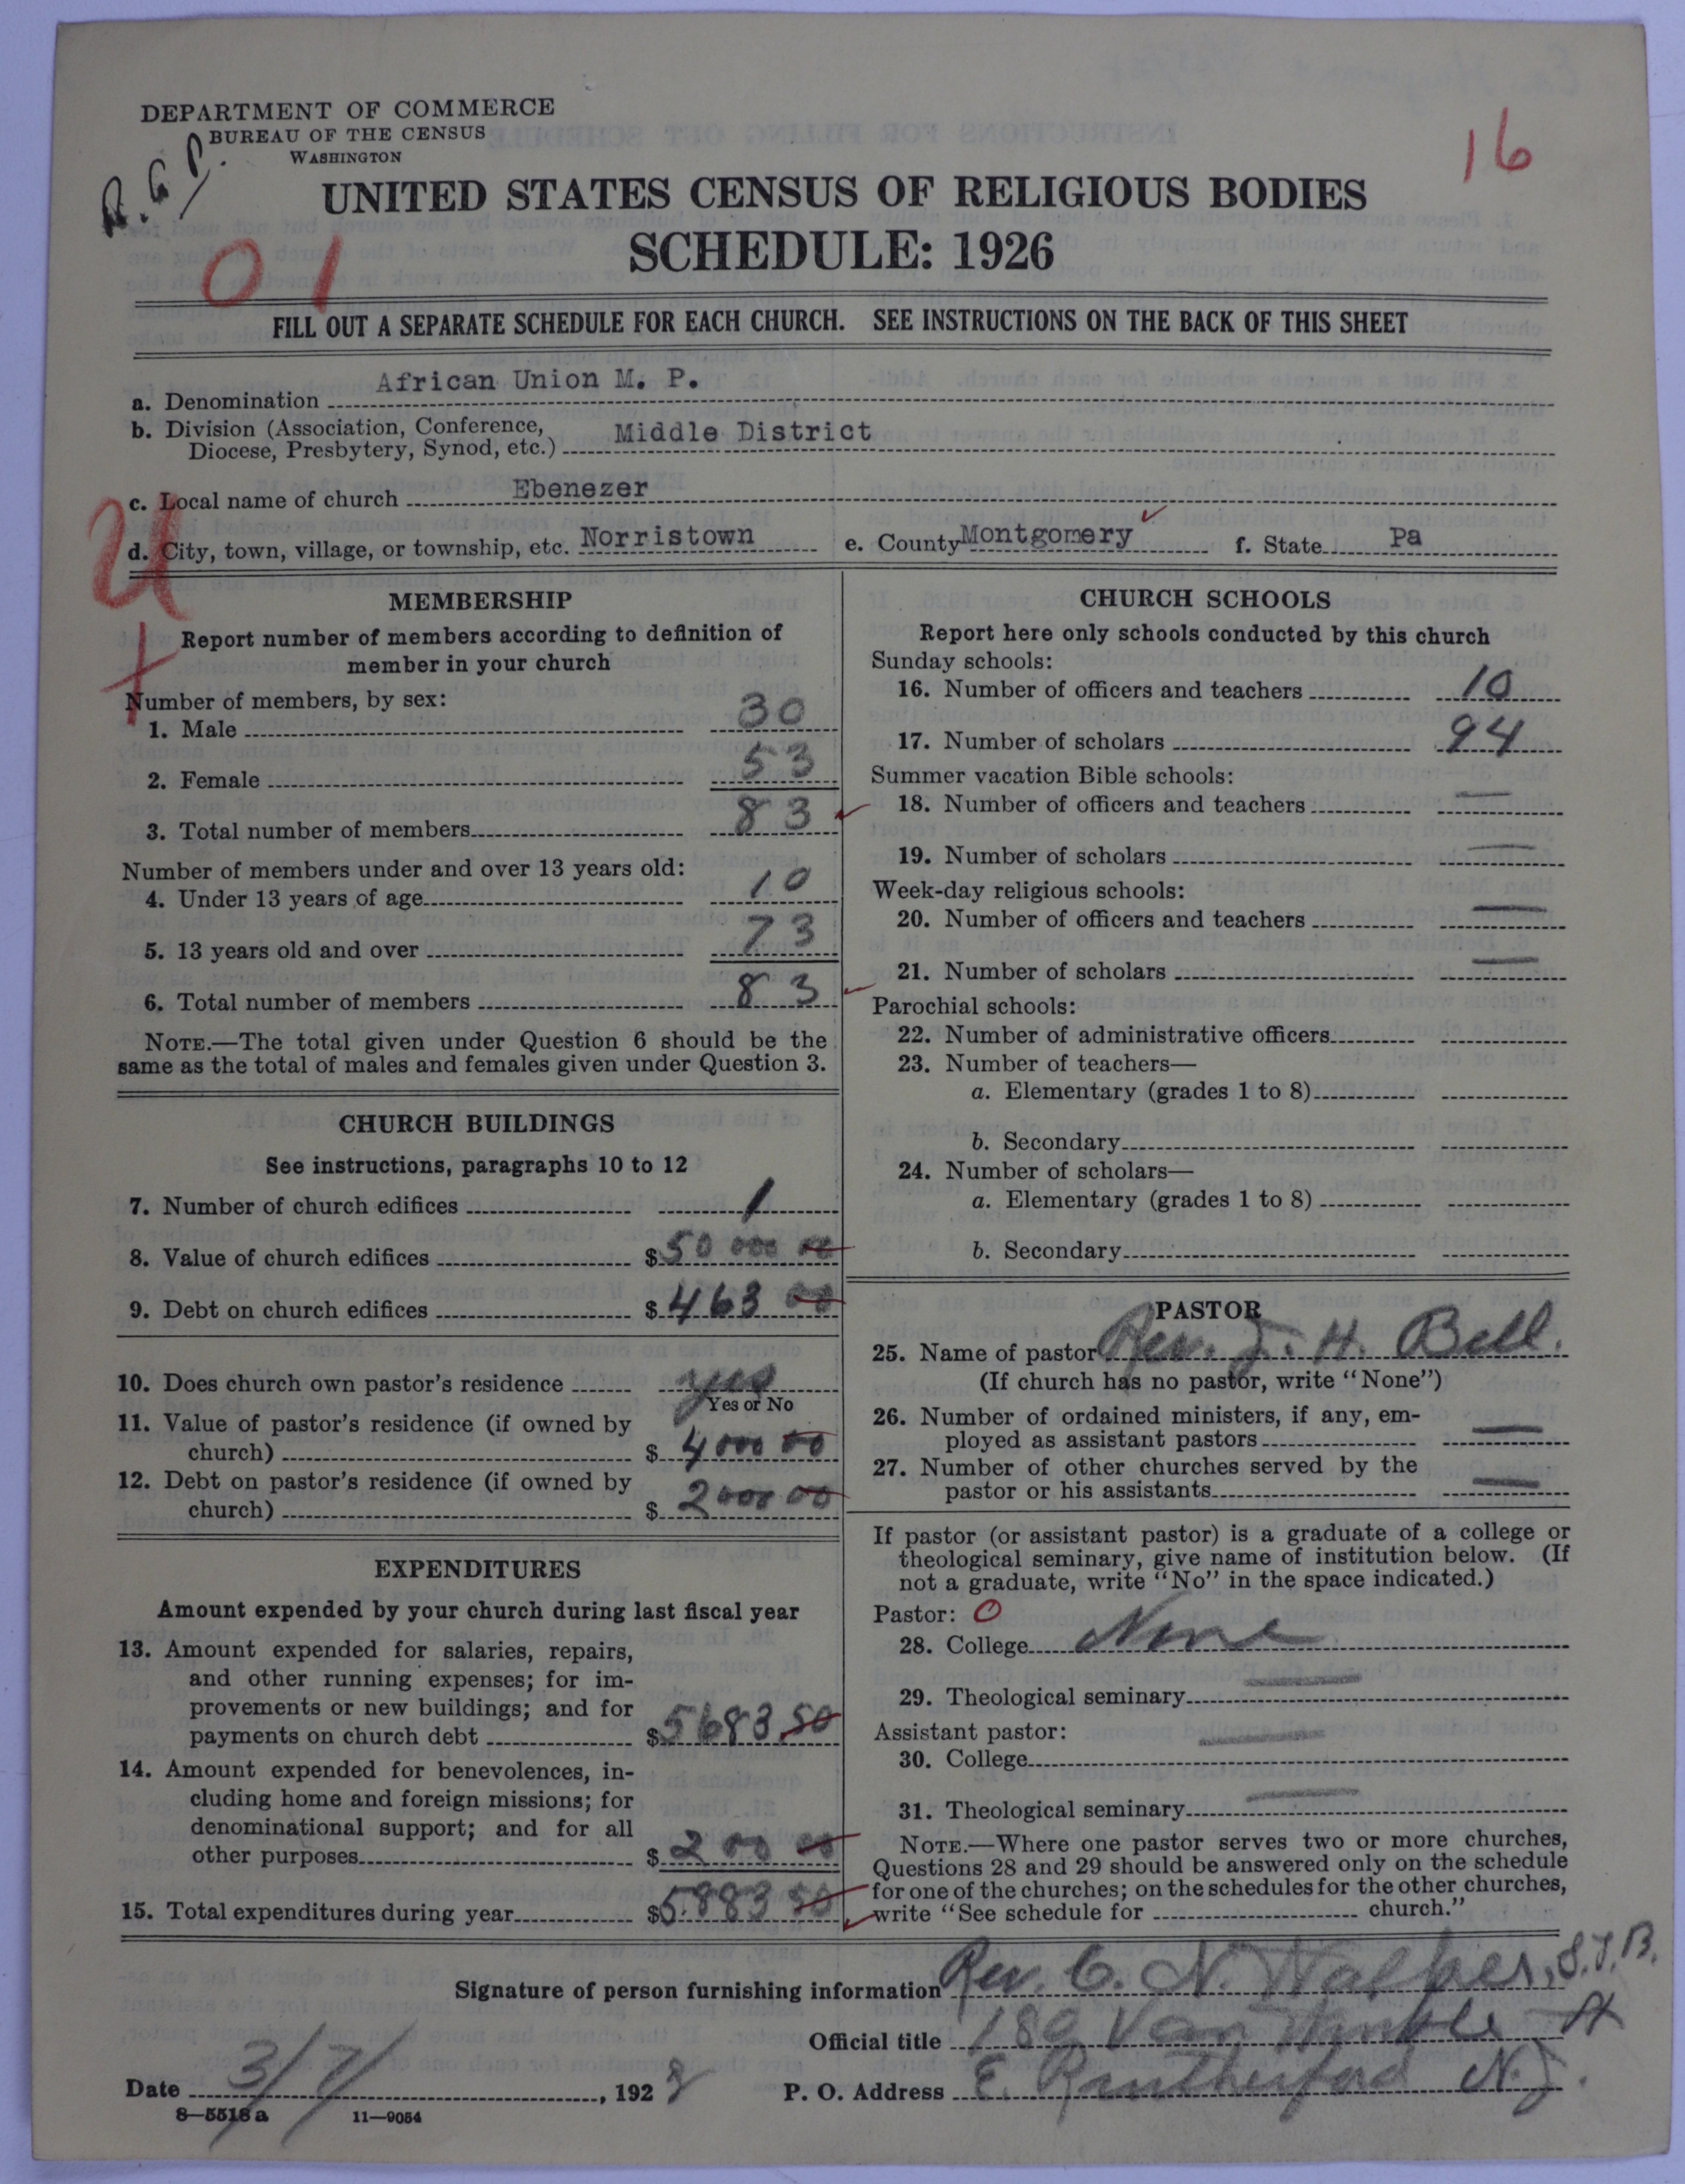 DEPARTMENT OF COMMERCE
BUREAU OF THE CENSUS
WASHINGTON
16
UNITED STATES CENSUS OF RELIGIOUS BODIES
SCHEDULE: 1926
01
FILL OUT A SEPARATE SCHEDULE FOR EACH CHURCH. SEE INSTRUCTIONS ON THE BACK OF THIS SHEET
a. Denomination African Union M. P.
b. Division (Association, Conference,
Diocese, Presbytery, Synod, etc.) Middle District
c. Local name of church Ebenezer
d. City, town, village, or township, etc. Norristown e. County Montgomery f. State Pa
U
MEMBERSHIP
Report number of members according to definition of
member in your church
Number of members, by sex:
1. Male 30
2. Female 53
3. Total number of members 83
Number of members under and over 13 years old:
4. Under 13 years of age 10
5. 13 years old and over 73
6. Total number of members 83
NOTE.—The total given under Question 6 should be the
same as the total of males and females given under Question 3.
CHURCH BUILDINGS
See instructions, paragraphs 10 to 12
7. Number of church edifices 1
8. Value of church edifices $50 000 00
9. Debt on church edifices $463 00
10. Does church own pastor's residence yes
Yes or No
11. Value of pastor's residence (if owned by
church) $4000 00
12. Debt on pastor's residence (if owned by
church) $2000 00
EXPENDITURES
Amount expended by your church during last fiscal year
13. Amount expended for salaries, repairs,
and other running expenses; for im-
provements or new buildings; and for
payments on church debt $5683.50
14. Amount expended for benevolences, in-
cluding home and foreign missions; for
denominational support; and for all
other purposes $200 00
15. Total expenditures during year $5883 50
CHURCH SCHOOLS
Report here only schools conducted by this church
Sunday schools:
16. Number of officers and teachers 10
17. Number of scholars 94
Summer vacation Bible schools:
18. Number of officers and teachers —
19. Number of scholars —
Week-day religious schools:
20. Number of officers and teachers —
21. Number of scholars —
Parochial schools:
22. Number of administrative officers
23. Number of teachers—
a. Elementary (grades 1 to 8)
b. Secondary
24. Number of scholars—
a. Elementary (grades 1 to 8)
b. Secondary
PASTOR
25. Name of pastor Rev. J. H. Bell.
(If church has no pastor, write "None")
26. Number of ordained ministers, if any, em-
ployed as assistant pastors —
27. Number of other churches served by the
pastor or his assistants —
If pastor (or assistant pastor) is a graduate of a college or
theological seminary, give name of institution below. (If
not a graduate, write "No" in the space indicated.)
Pastor: 0
28. College None
29. Theological seminary —
Assistant pastor:
30. College —
31. Theological seminary —
NOTE.—Where one pastor serves two or more churches,
Questions 28 and 29 should be answered only on the schedule
for one of the churches; on the schedules for the other churches,
write "See schedule for church."
Signature of person furnishing information Rev. C. N. Walker, S.T.B.
Official title 189 Van Winkle St
Date 3/7/, 1928 P. O. Address E. Rutherford N.J.
8—5518 a 11—9054